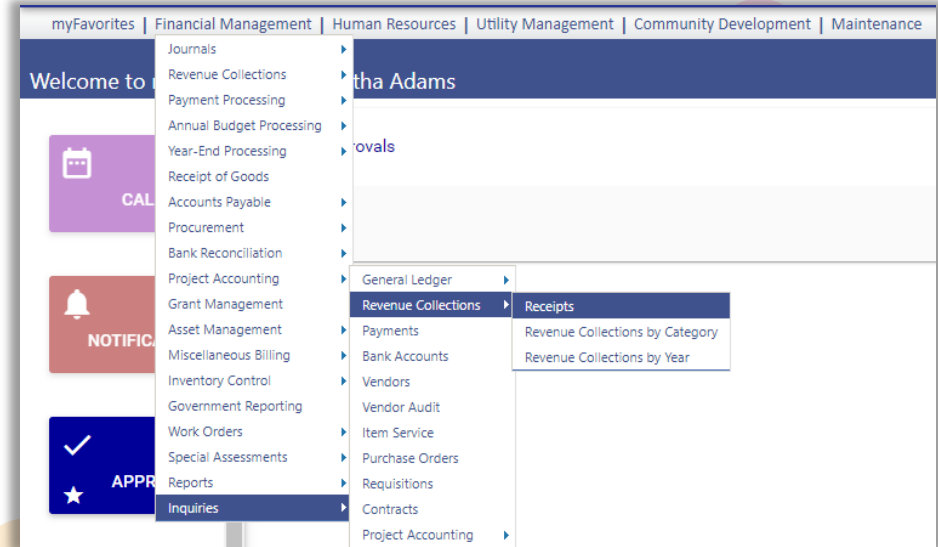 myFavorites | Financial Management | Human Resources | Utility Management | Community Development | Maintenance
Welcome to
tha Adams
ovals
CAL
NOTIFIC
APPR
Journals
Revenue Collections
Payment Processing
Annual Budget Processing
Year-End Processing
Receipt of Goods
Accounts Payable
Procurement
Bank Reconciliation
Project Accounting
Grant Management
Asset Management
Miscellaneous Billing
Inventory Control
Government Reporting
Work Orders
Special Assessments
Reports
Inquiries
General Ledger
Revenue Collections
Payments
Bank Accounts
Vendors
Vendor Audit
Item Service
Purchase Orders
Requisitions
Contracts
Project Accounting
Receipts
Revenue Collections by Category
Revenue Collections by Year